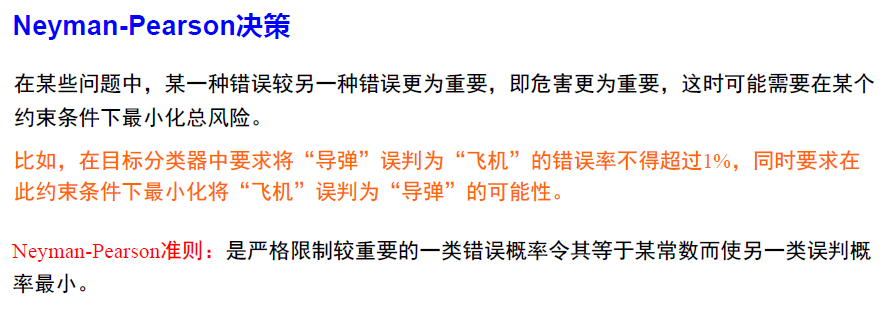 Neyman-Pearson决策
在某些问题中，某一种错误较另一种错误更为重要，即危害更为重要，这时可能需要在某个
约束条件下最小化总风险。
比如，在目标分类器中要求将“导弹”误判为“飞机”的错误率不得超过1%，同时要求在
此约束条件下最小化将“飞机”误判为“导弹”的可能性。
Neyman-Pearson准则：是严格限制较重要的一类错误概率令其等于某常数而使另一类误判概
率最小。